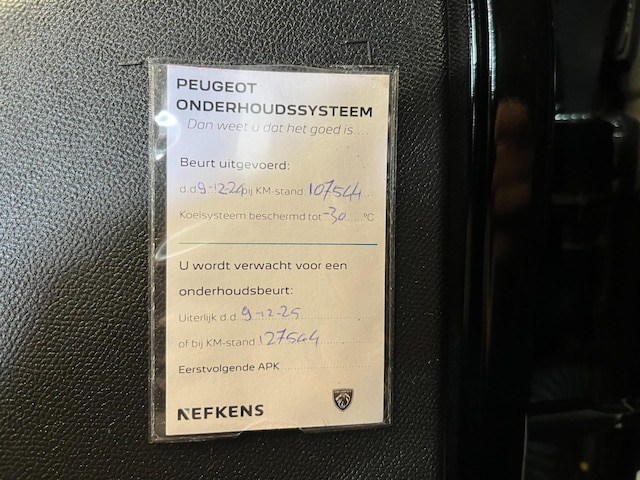 PEUGEOT
ONDERHOUDSSYSTEEM
Dan weet u dat het goed is....
Beurt uitgevoerd:
d.d. 9-12-24 bij KM-stand: 107544
Koelsysteem beschermd tot -30 °C
U wordt verwacht voor een
onderhoudsbeurt:
Uiterlijk d.d. 9-12-25
of bij KM-stand 127544
Eerstvolgende APK
NEFKENS